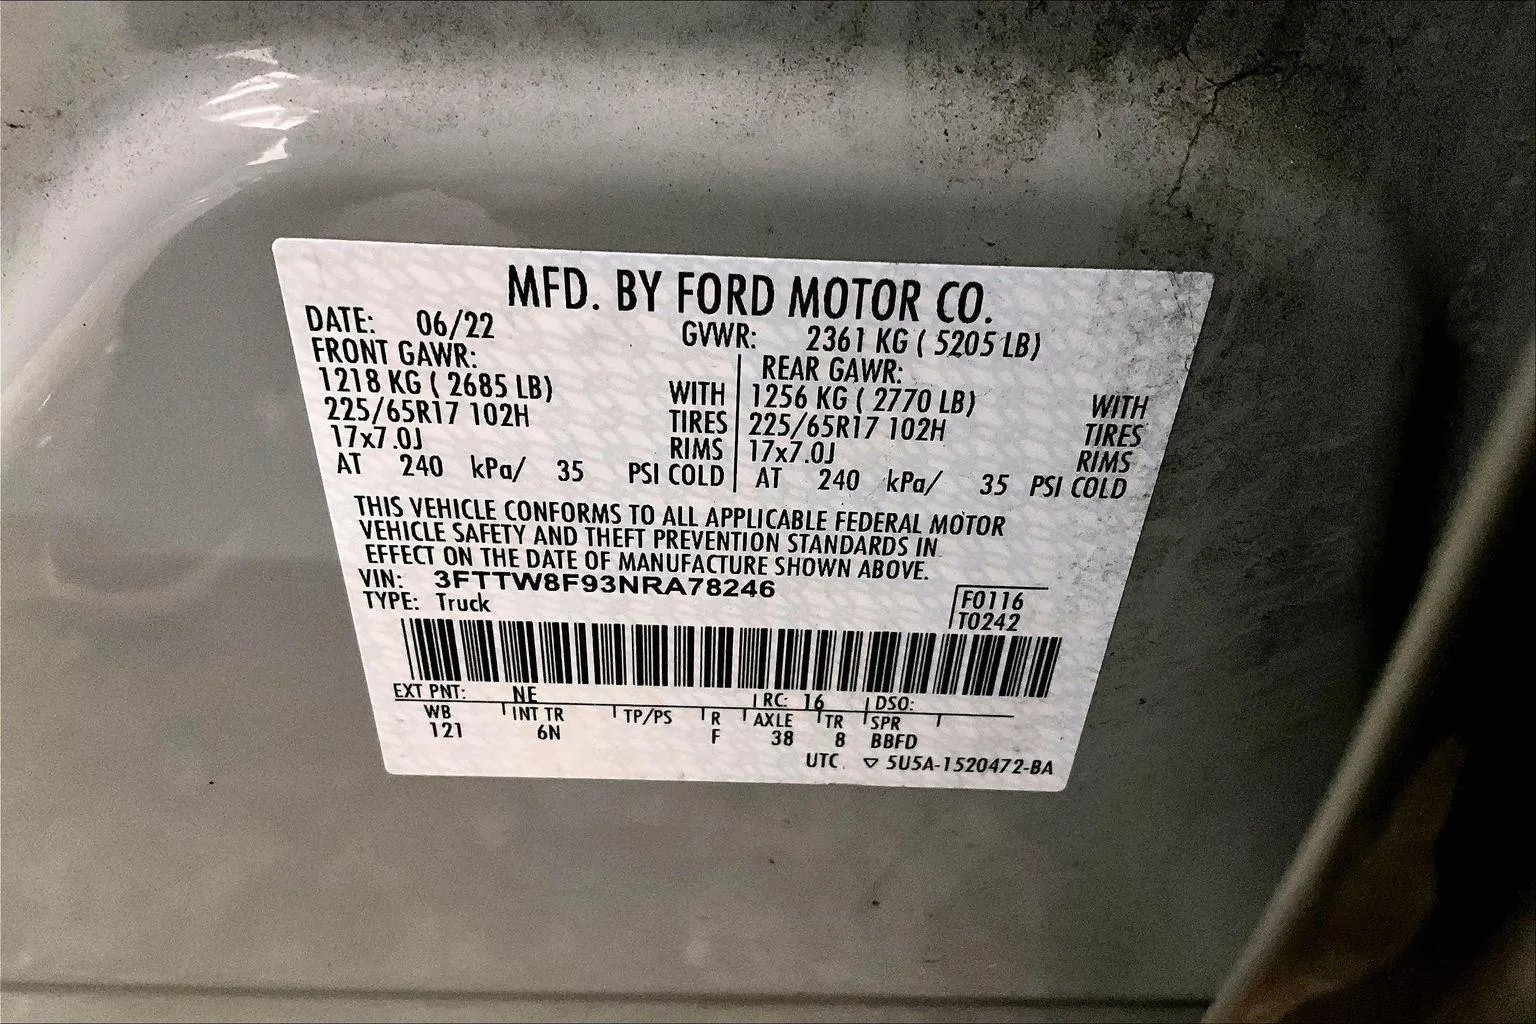 MFD. BY FORD MOTOR CO.
DATE: 06/22 GVWR: 2361 KG ( 5205 LB)
FRONT GAWR: REAR GAWR:
1218 KG ( 2685 LB) WITH 1256 KG ( 2770 LB) WITH
225/65R17 102H TIRES 225/65R17 102H TIRES
17x7.0J RIMS 17x7.0J RIMS
AT 240 kPa/ 35 PSI COLD AT 240 kPa/ 35 PSI COLD
THIS VEHICLE CONFORMS TO ALL APPLICABLE FEDERAL MOTOR
VEHICLE SAFETY AND THEFT PREVENTION STANDARDS IN
EFFECT ON THE DATE OF MANUFACTURE SHOWN ABOVE.
VIN: 3FTTW8F93NRA78246
TYPE: Truck
F0116
T0242
EXT PNT: NE RC: 16 DSO:
WB INT TR TP/PS R AXLE TR SPR
121 6N F 38 8 BBFD
UTC ▽ 5U5A-1520472-BA